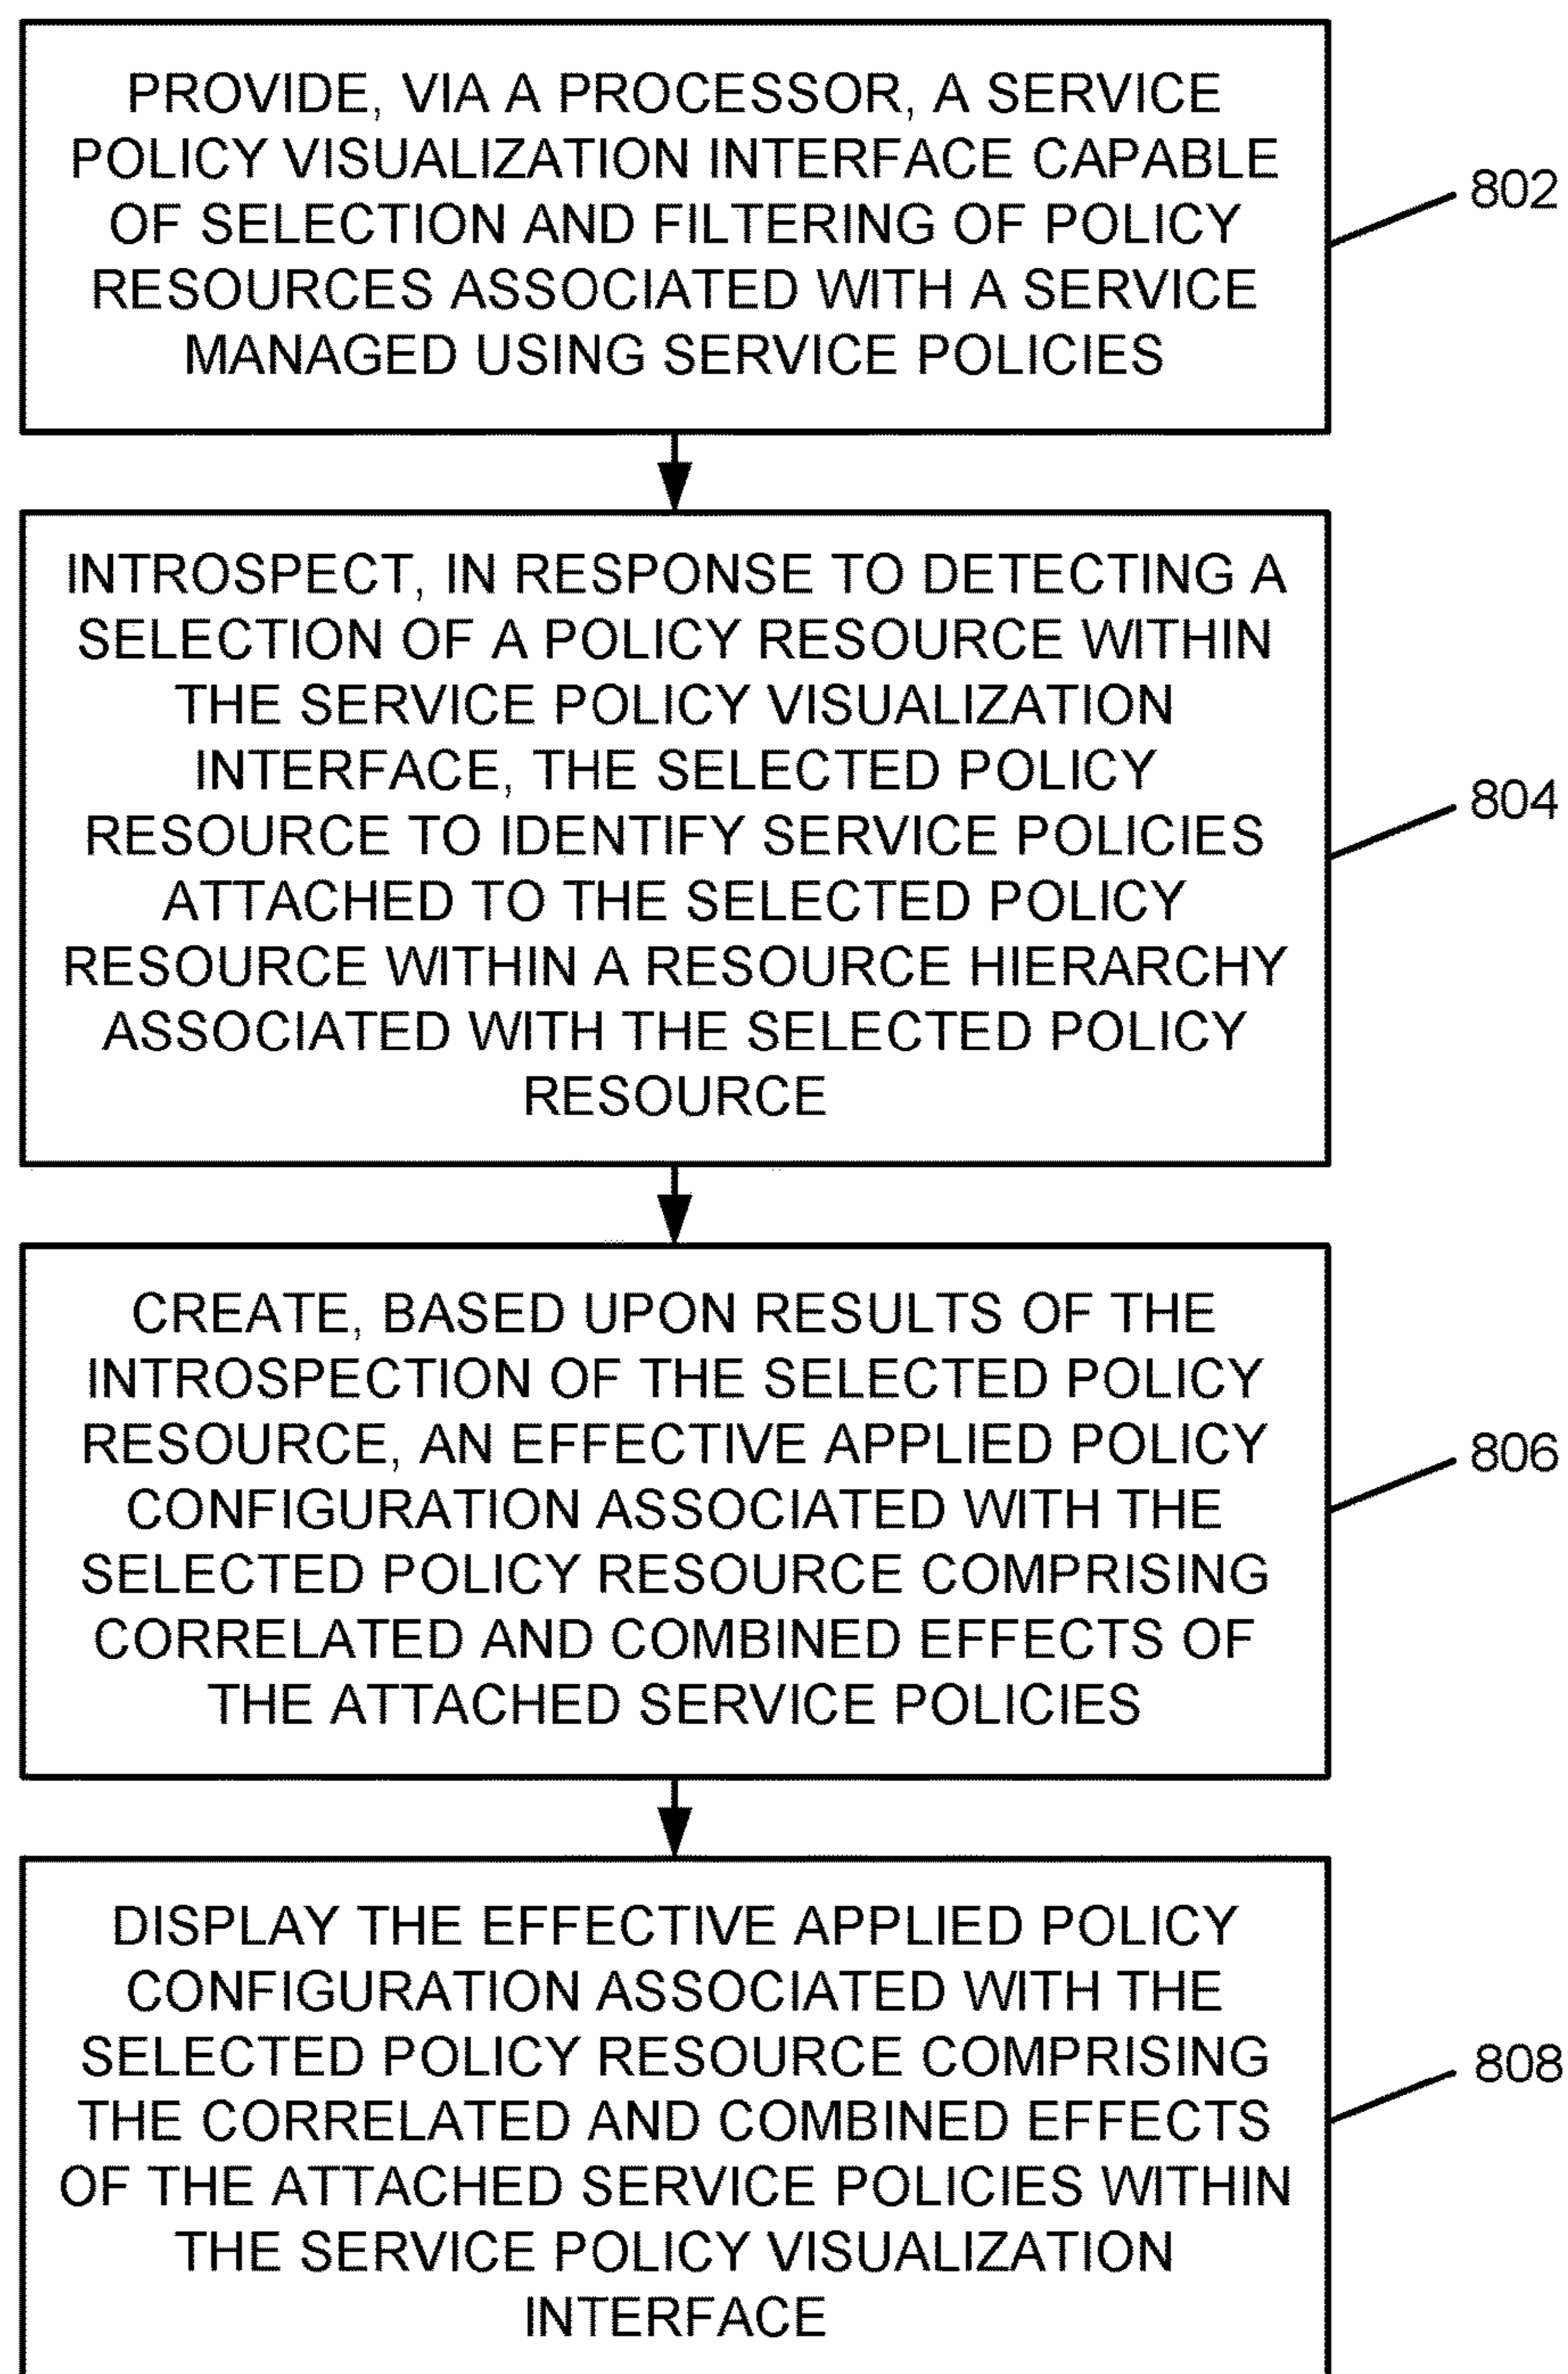 PROVIDE, VIA A PROCESSOR, A SERVICE
POLICY VISUALIZATION INTERFACE CAPABLE
OF SELECTION AND FILTERING OF POLICY
RESOURCES ASSOCIATED WITH A SERVICE
MANAGED USING SERVICE POLICIES
802
INTROSPECT, IN RESPONSE TO DETECTING A
SELECTION OF A POLICY RESOURCE WITHIN
THE SERVICE POLICY VISUALIZATION
INTERFACE, THE SELECTED POLICY
RESOURCE TO IDENTIFY SERVICE POLICIES
ATTACHED TO THE SELECTED POLICY
RESOURCE WITHIN A RESOURCE HIERARCHY
ASSOCIATED WITH THE SELECTED POLICY
RESOURCE
804
CREATE, BASED UPON RESULTS OF THE
INTROSPECTION OF THE SELECTED POLICY
RESOURCE, AN EFFECTIVE APPLIED POLICY
CONFIGURATION ASSOCIATED WITH THE
SELECTED POLICY RESOURCE COMPRISING
CORRELATED AND COMBINED EFFECTS OF
THE ATTACHED SERVICE POLICIES
806
DISPLAY THE EFFECTIVE APPLIED POLICY
CONFIGURATION ASSOCIATED WITH THE
SELECTED POLICY RESOURCE COMPRISING
THE CORRELATED AND COMBINED EFFECTS
OF THE ATTACHED SERVICE POLICIES WITHIN
THE SERVICE POLICY VISUALIZATION
INTERFACE
808